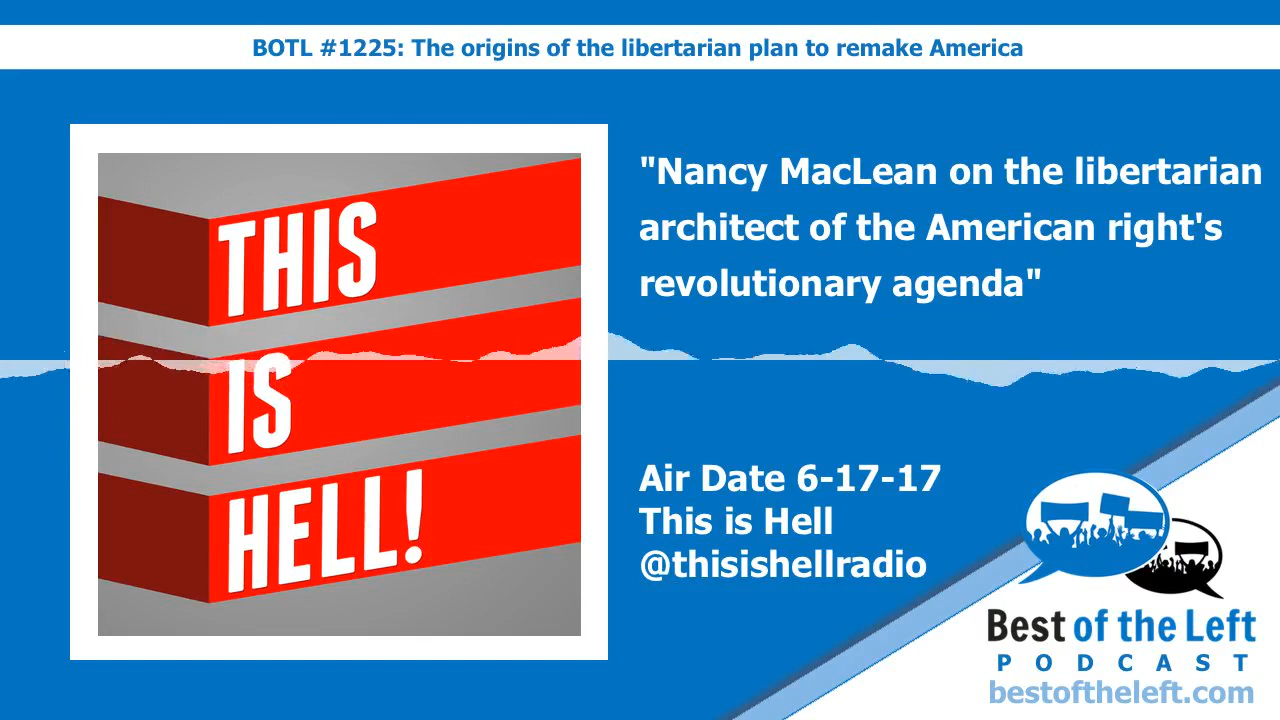 BOTL #1225: The origins of the libertarian plan to remake America
THIS
IS
HELL!
"Nancy MacLean on the libertarian
architect of the American right's
revolutionary agenda"
Air Date 6-17-17
This is Hell
@thisishellradio
Best of the Left
PODCAST
bestoftheleft.com